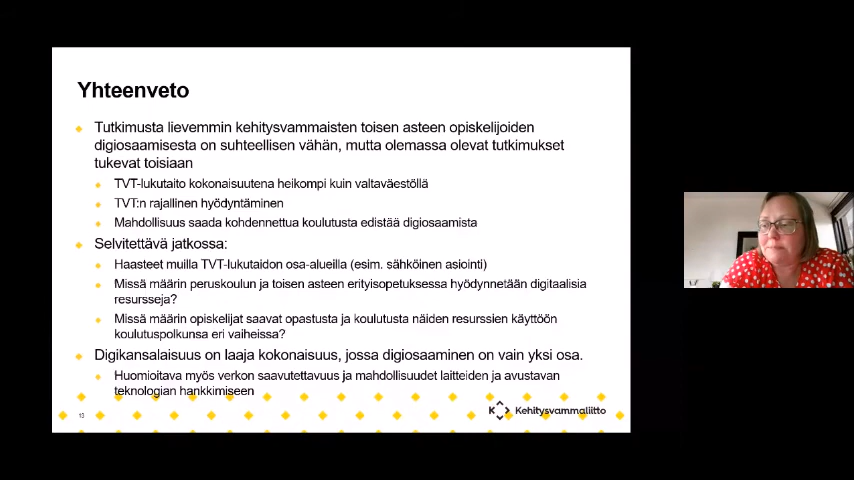 Yhteenveto
Tutkimusta lievemmin kehitysvammaisten toisen asteen opiskelijoiden
digiosaamisesta on suhteellisen vähän, mutta olemassa olevat tutkimukset
tukevat toisiaan
TVT-lukutaito kokonaisuutena heikompi kuin valtaväestöllä
TVT:n rajallinen hyödyntäminen
Mahdollisuus saada kohdennettua koulutusta edistää digiosaamista
Selvitettävä jatkossa:
Haasteet muilla TVT-lukutaidon osa-alueilla (esim. sähköinen asiointi)
Missä määrin peruskoulun ja toisen asteen erityisopetuksessa hyödynnetään digitaalisia
resursseja?
Missä määrin opiskelijat saavat opastusta ja koulutusta näiden resurssien käyttöön
koulutuspolkunsa eri vaiheissa?
Digikansalaisuus on laaja kokonaisuus, jossa digiosaaminen on vain yksi osa.
Huomioitava myös verkon saavutettavuus ja mahdollisuudet laitteiden ja avustavan
teknologian hankkimiseen
13
Kehitysvammaliitto